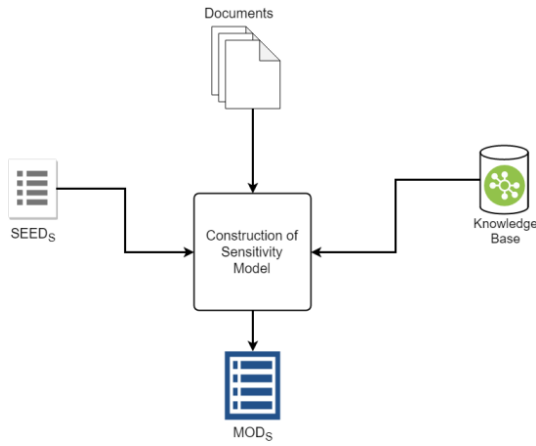 Documents
SEEDS
Construction of
Sensitivity
Model
Knowledge
Base
MODS